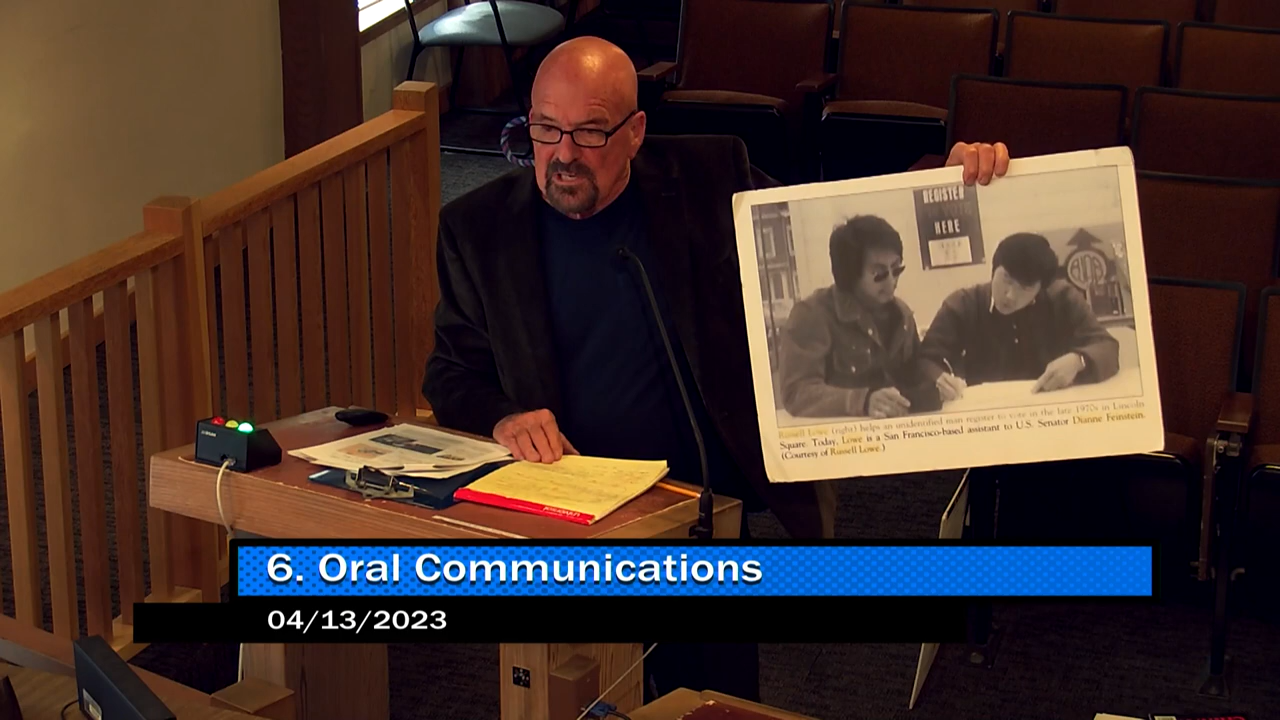 REGISTER
HERE
Russell Lowe (right) helps an unidentified man register to vote in the late 1970s in Lincoln
Square. Today, Lowe is a San Francisco-based assistant to U.S. Senator Dianne Feinstein.
(Courtesy of Russell Lowe.)
6. Oral Communications
04/13/2023